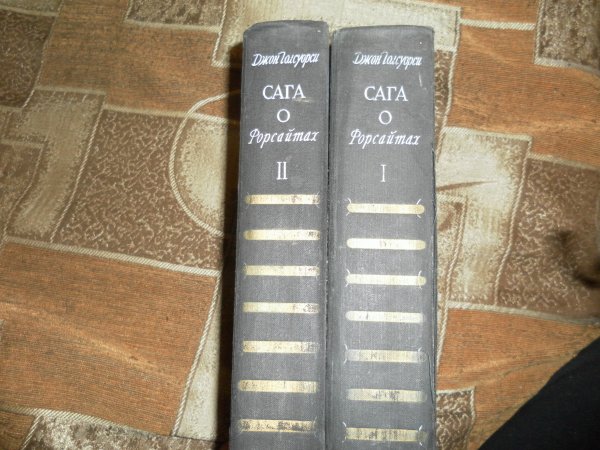 Джон Голсуорси
САГА
О
Форсайтах
II
Джон Голсуорси
САГА
О
Форсайтах
I